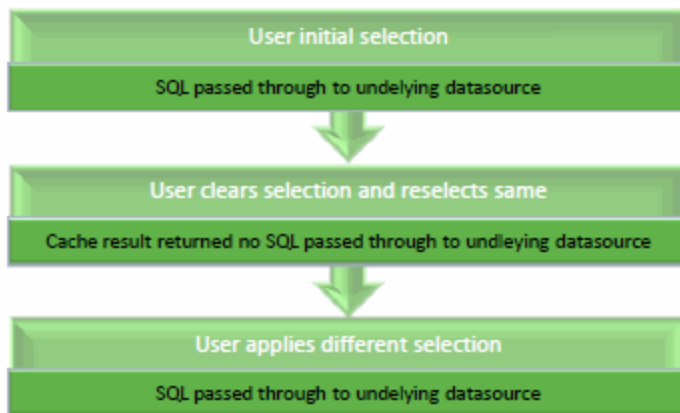 User initial selection
SQL passed through to undelying datasource
User clears selection and reselects same
Cache result returned no SQL passed through to undleying datasource
User applies different selection
SQL passed through to undelying datasource